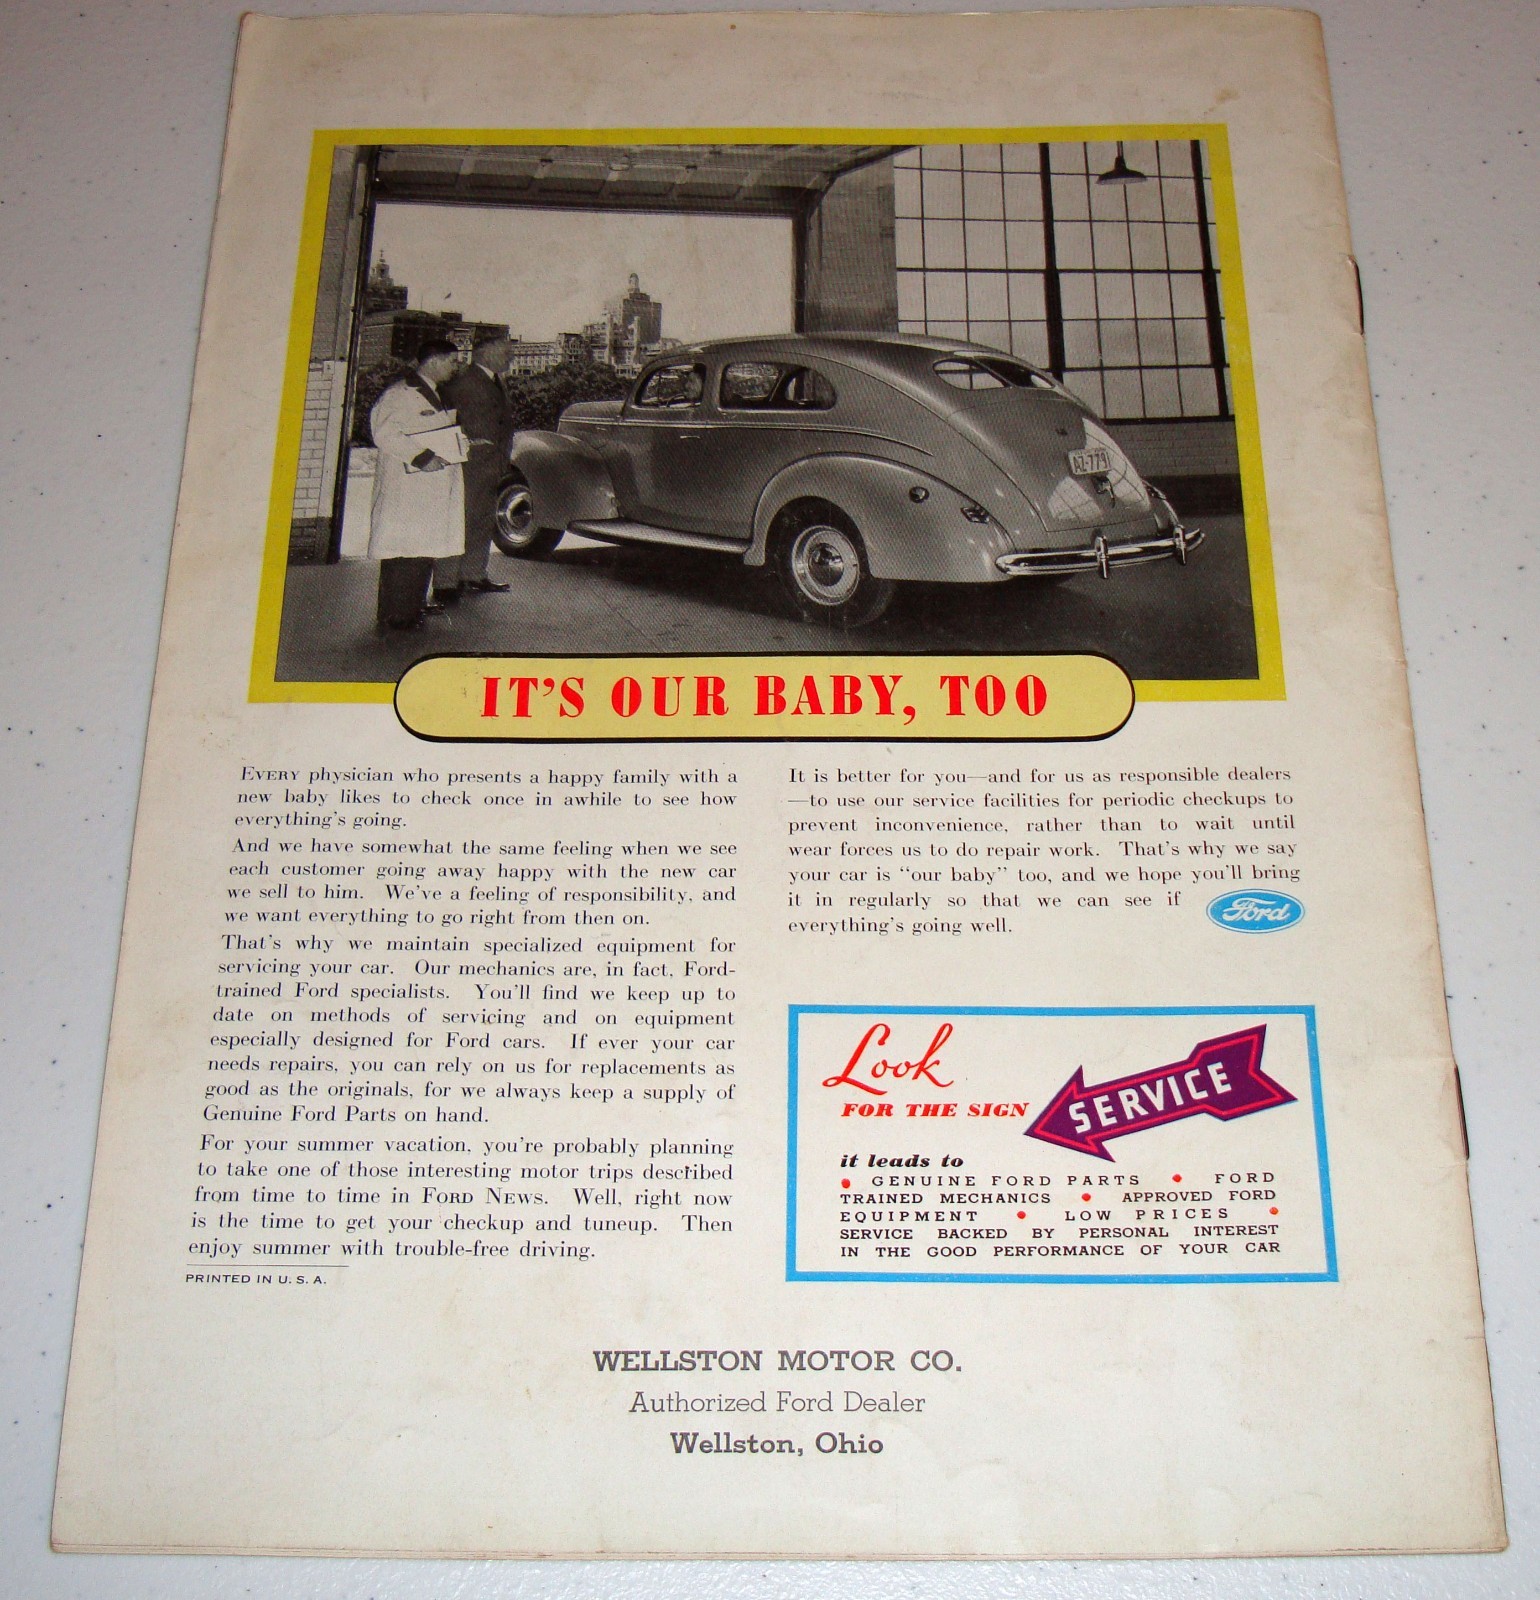 AZ-779
IT'S OUR BABY, TOO
EVERY physician who presents a happy family with a
new baby likes to check once in awhile to see how
everything's going.
And we have somewhat the same feeling when we see
each customer going away happy with the new car
we sell to him. We've a feeling of responsibility, and
we want everything to go right from then on.
That's why we maintain specialized equipment for
servicing your car. Our mechanics are, in fact, Ford-
trained Ford specialists. You'll find we keep up to
date on methods of servicing and on equipment
especially designed for Ford cars. If ever your car
needs repairs, you can rely on us for replacements as
good as the originals, for we always keep a supply of
Genuine Ford Parts on hand.
For your summer vacation, you're probably planning
to take one of those interesting motor trips described
from time to time in FORD NEWS. Well, right now
is the time to get your checkup and tuneup. Then
enjoy summer with trouble-free driving.
PRINTED IN U. S. A.
It is better for you—and for us as responsible dealers
—to use our service facilities for periodic checkups to
prevent inconvenience, rather than to wait until
wear forces us to do repair work. That's why we say
your car is "our baby" too, and we hope you'll bring
it in regularly so that we can see if
everything's going well.
Ford
Look
FOR THE SIGN
SERVICE
it leads to
• GENUINE FORD PARTS • FORD
TRAINED MECHANICS • APPROVED FORD
EQUIPMENT • LOW PRICES •
SERVICE BACKED BY PERSONAL INTEREST
IN THE GOOD PERFORMANCE OF YOUR CAR
WELLSTON MOTOR CO.
Authorized Ford Dealer
Wellston, Ohio